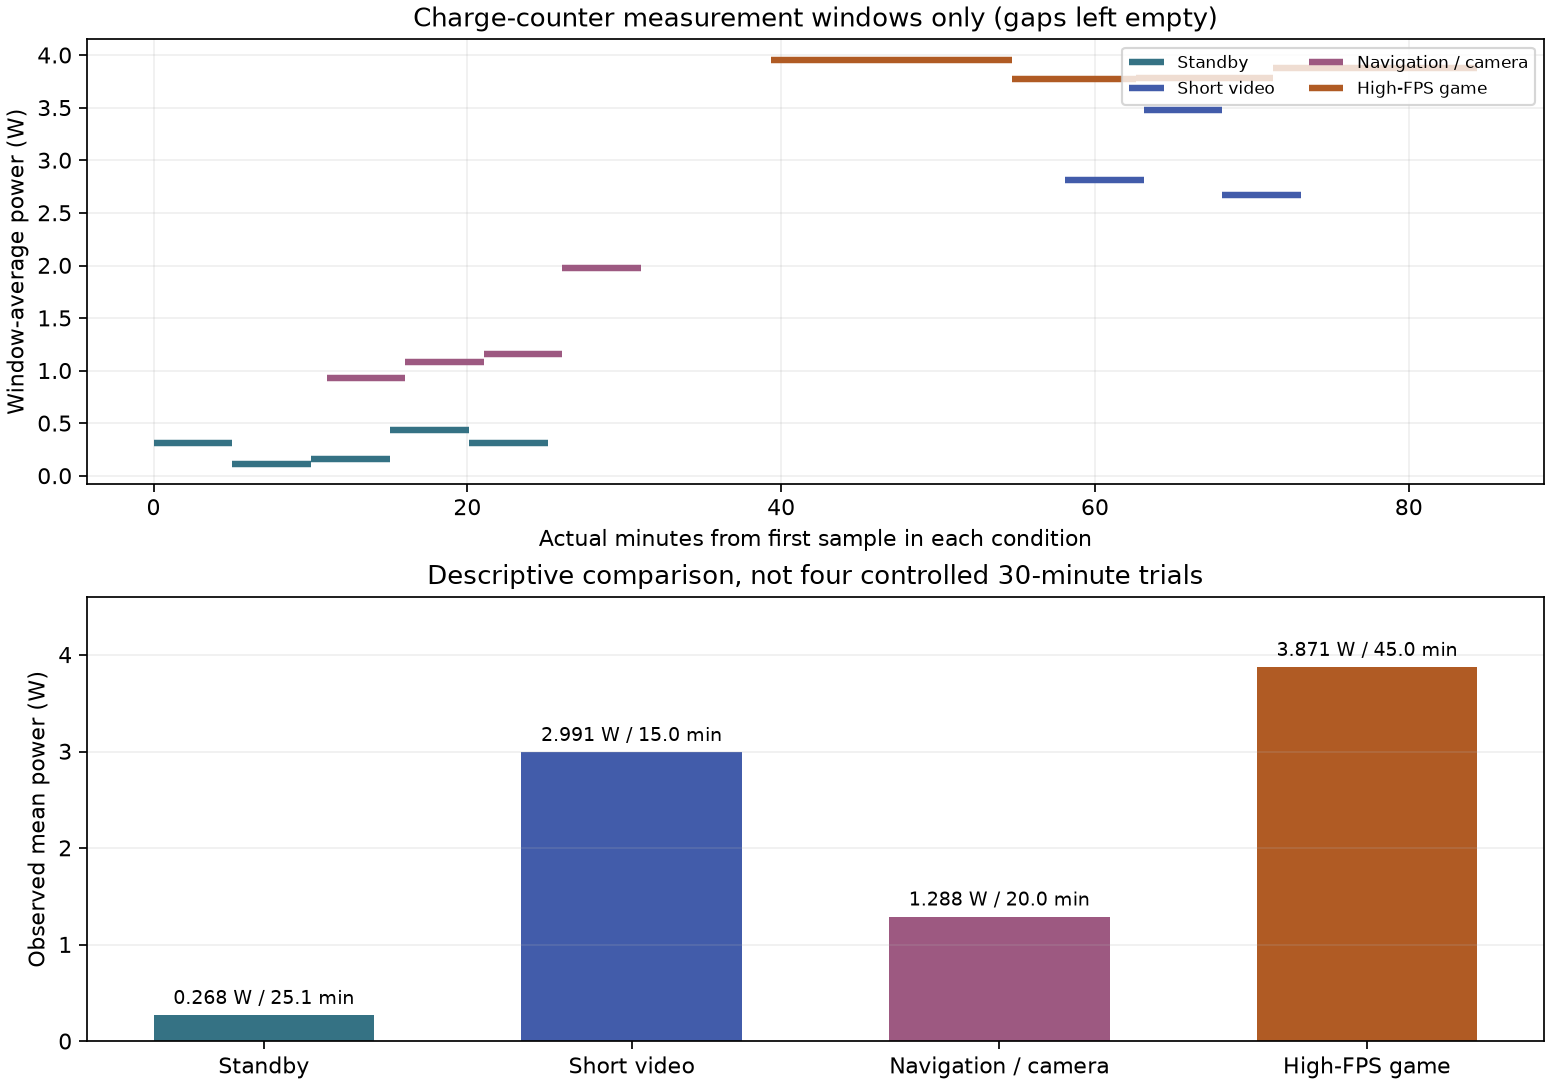 Charge-counter measurement windows only (gaps left empty)
Window-average power (W)
4.0
3.5
3.0
2.5
2.0
1.5
1.0
0.5
0.0
Standby
Short video
Navigation / camera
High-FPS game
0 20 40 60 80
Actual minutes from first sample in each condition
Descriptive comparison, not four controlled 30-minute trials
Observed mean power (W)
4
3
2
1
0
0.268 W / 25.1 min
2.991 W / 15.0 min
1.288 W / 20.0 min
3.871 W / 45.0 min
Standby Short video Navigation / camera High-FPS game